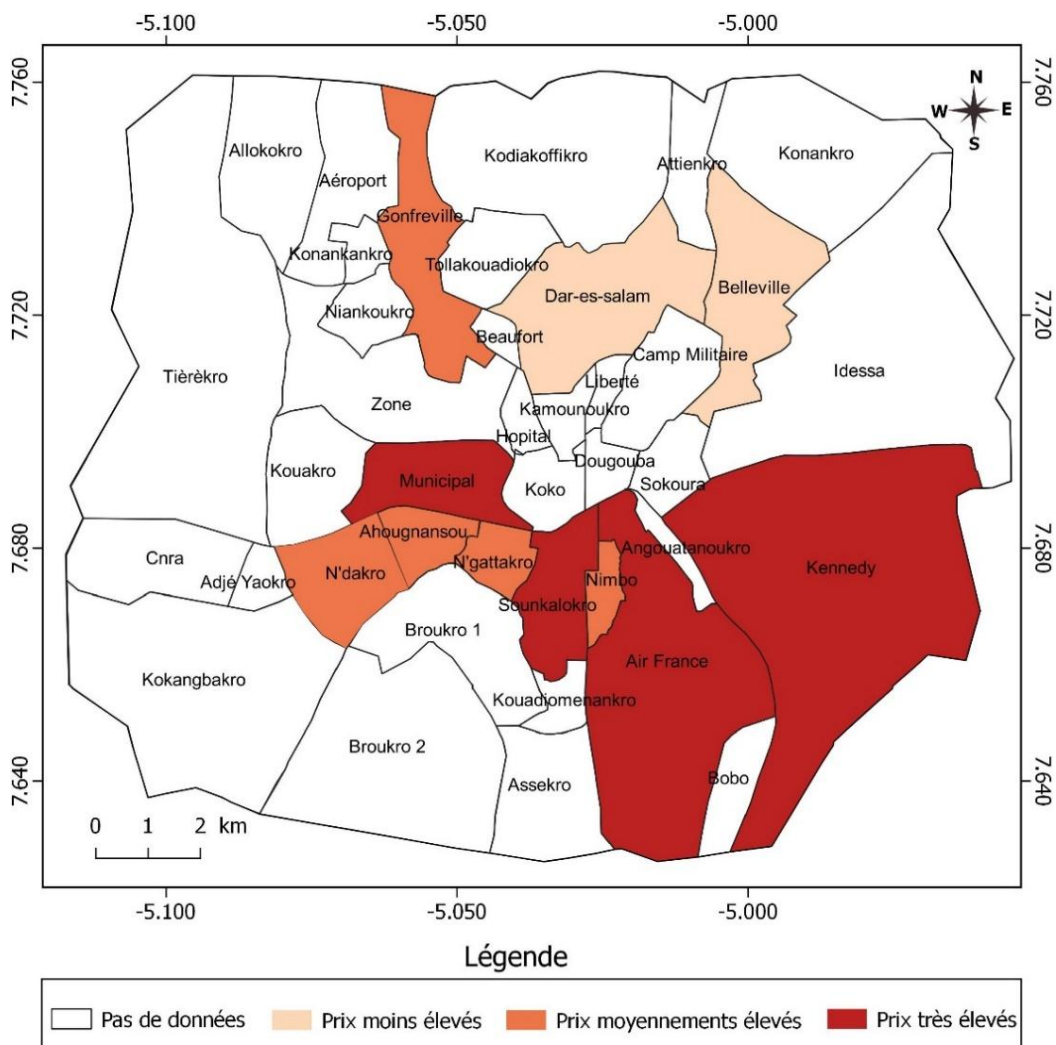 -5.100 -5.050 -5.000
7.760 7.760
N
W E
S
Allokokro
Kodiakoffikro
Attienkro
Konankro
Aéroport
Gonfreville
Konankankro
Tollakouadiokro
Dar-es-salam
Belleville
Niankoukro
7.720 7.720
Beaufort
Camp Militaire
Tièrèkro
Idessa
Liberté
Zone
Kamounoukro
Hopital
Kouakro
Municipal
Koko
Dougouba
Sokoura
Ahougnansou
7.680 7.680
Cnra
Adjé Yaokro
N'dakro
N'gattakro
Angouatanoukro
Nimbo
Kennedy
Sounkalokro
Broukro 1
Air France
Kokangbakro
Kouadiomenankro
Broukro 2
Assekro
Bobo
7.640 7.640
0 1 2 km
-5.100 -5.050 -5.000
Légende
Pas de données Prix moins élevés Prix moyennements élevés Prix très élevés